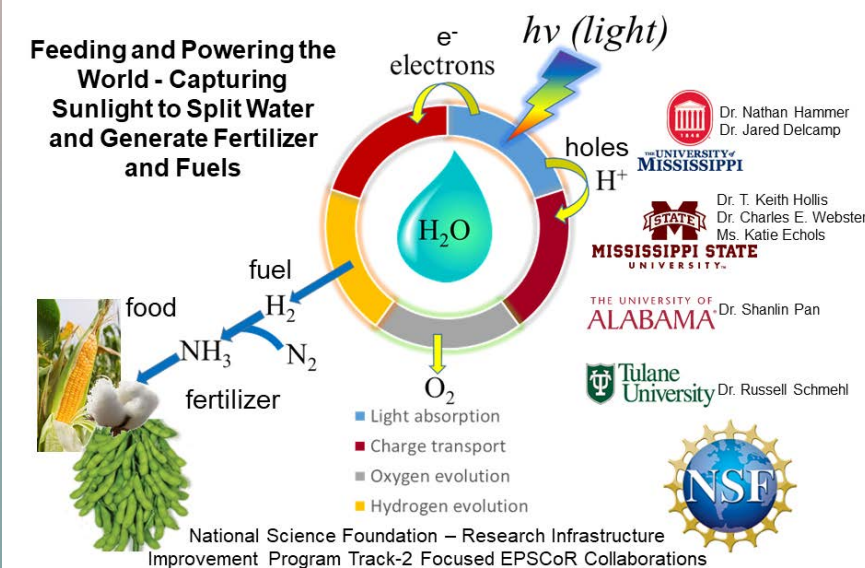 Feeding and Powering the
World - Capturing
Sunlight to Split Water
and Generate Fertilizer
and Fuels
e-
electrons
hν (light)
holes
H+
H2O
fuel
H2
food
NH3
N2
fertilizer
O2
Light absorption
Charge transport
Oxygen evolution
Hydrogen evolution
1848
THE UNIVERSITY of
MISSISSIPPI
Dr. Nathan Hammer
Dr. Jared Delcamp
STATE
MISSISSIPPI STATE
UNIVERSITY™
Dr. T. Keith Hollis
Dr. Charles E. Webster
Ms. Katie Echols
THE UNIVERSITY OF
ALABAMA®
Dr. Shanlin Pan
Tulane
University
Dr. Russell Schmehl
NSF
National Science Foundation – Research Infrastructure
Improvement Program Track-2 Focused EPSCoR Collaborations